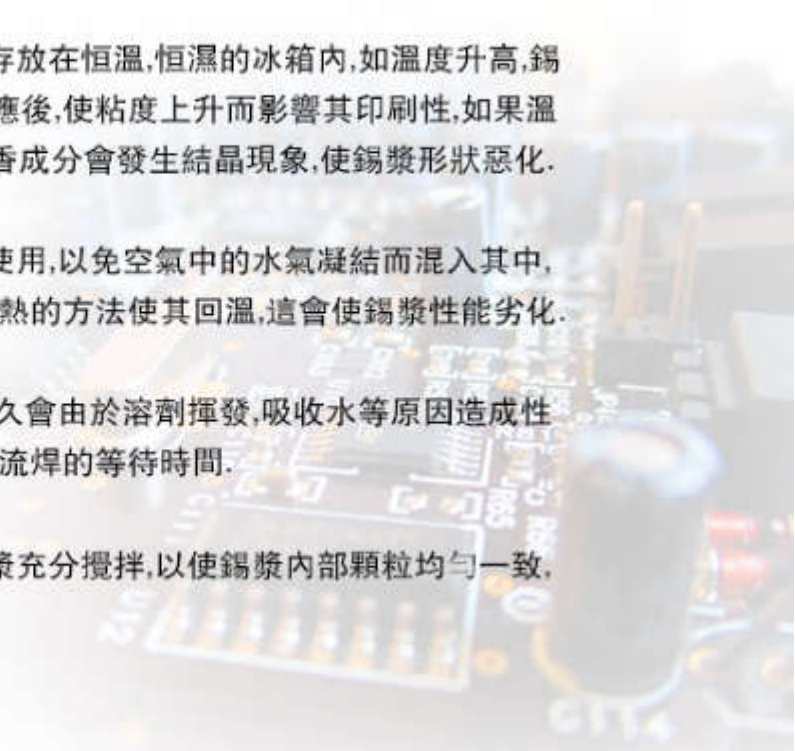 存放在恒溫,恒濕的冰箱內,如溫度升高,錫
應後,使粘度上升而影響其印刷性,如果溫
香成分會發生結晶現象,使錫漿形狀惡化.
使用,以免空氣中的水氣凝結而混入其中,
熱的方法使其回溫,這會使錫漿性能劣化.
久會由於溶劑揮發,吸收水等原因造成性
流焊的等待時間.
漿充分攪拌,以使錫漿內部顆粒均勻一致,
R65
C114